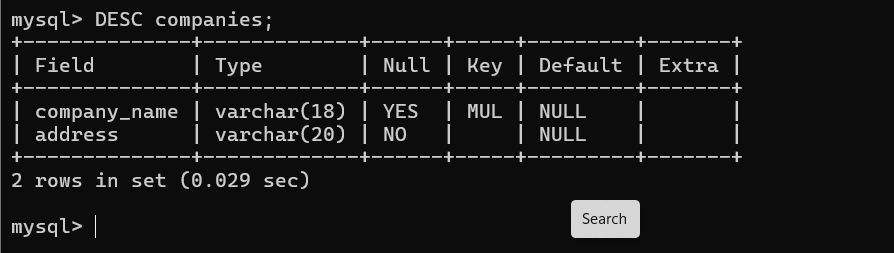 mysql> DESC companies;
+--------------+-------------+------+-----+---------+-------+
| Field        | Type        | Null | Key | Default | Extra |
+--------------+-------------+------+-----+---------+-------+
| company_name | varchar(18) | YES  | MUL | NULL    |       |
| address      | varchar(20) | NO   |     | NULL    |       |
+--------------+-------------+------+-----+---------+-------+
2 rows in set (0.029 sec)
Search
mysql>